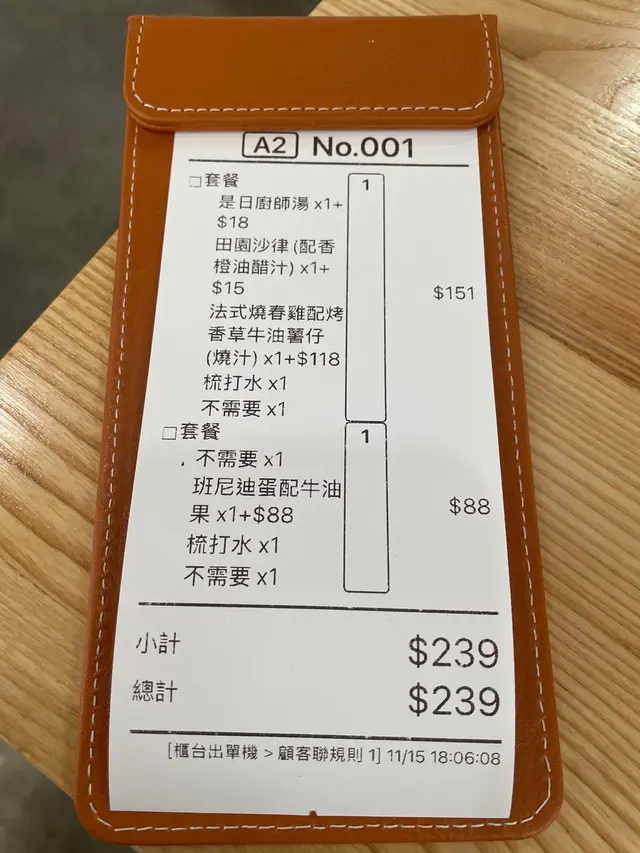 A2 No.001
□套餐 1
是日廚師湯 x1+
$18
田園沙律 (配香
橙油醋汁) x1+
$15 $151
法式燒春雞配烤
香草牛油薯仔
(燒汁) x1+$118
梳打水 x1
不需要 x1
□套餐 1
不需要 x1
班尼迪蛋配牛油
果 x1+$88 $88
梳打水 x1
不需要 x1
小計 $239
總計 $239
[櫃台出單機 > 顧客聯規則 1] 11/15 18:06:08